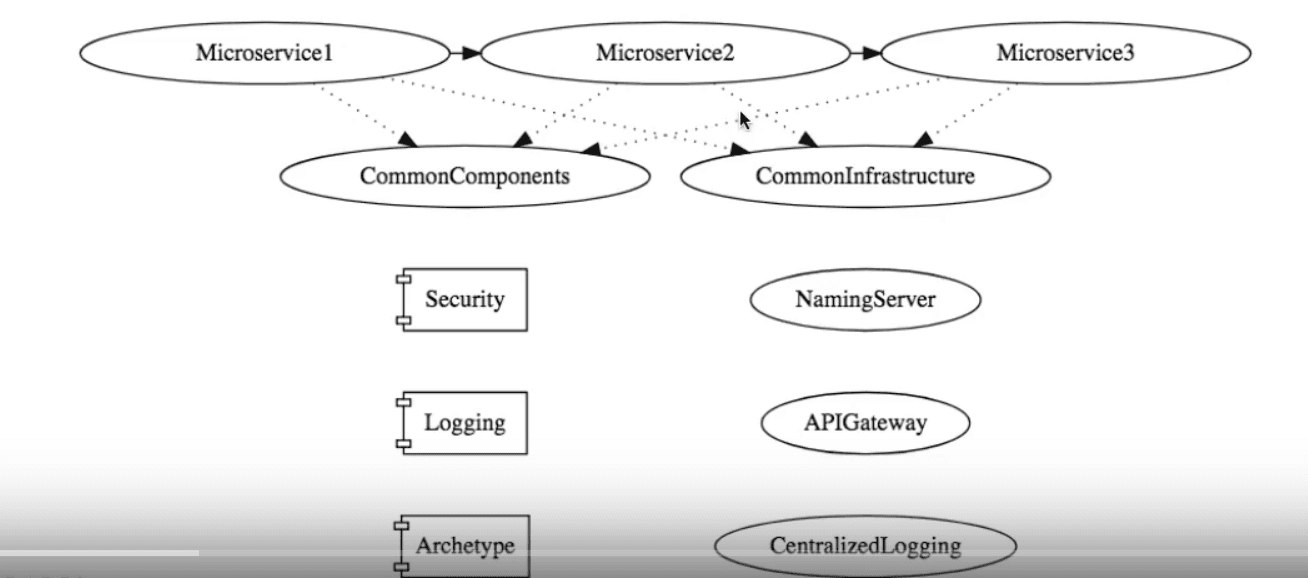 Microservice1 Microservice2 Microservice3
CommonComponents CommonInfrastructure
Security NamingServer
Logging APIGateway
Archetype CentralizedLogging